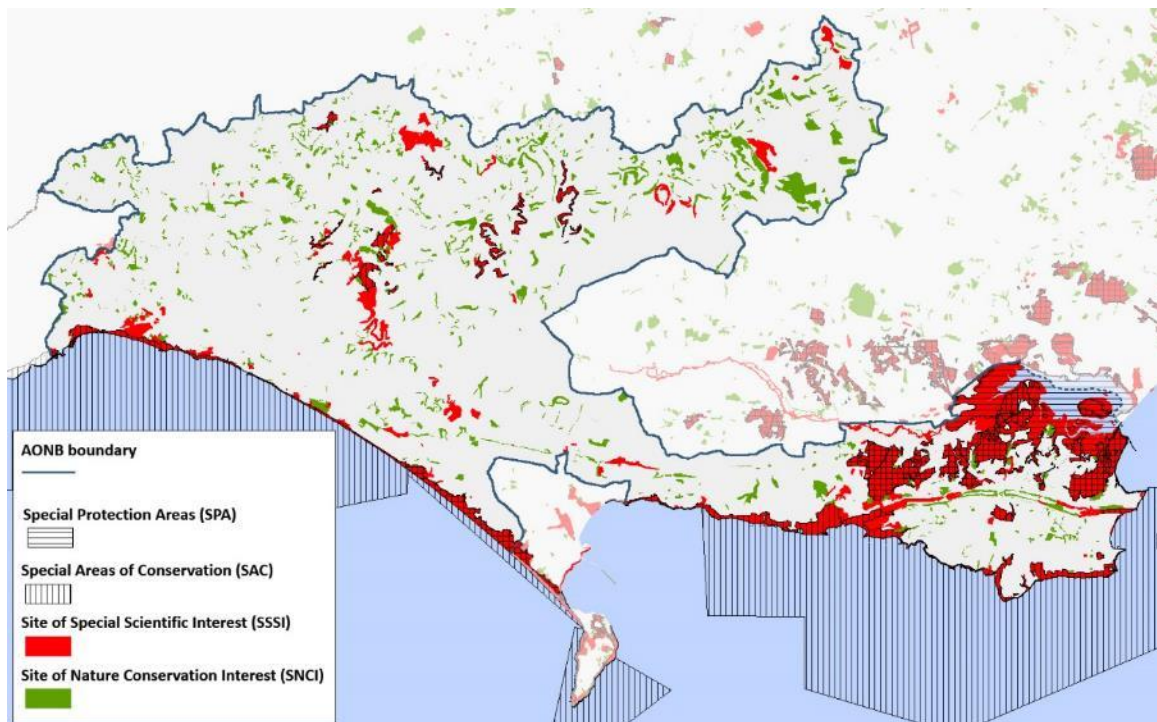 AONB boundary
Special Protection Areas (SPA)
Special Areas of Conservation (SAC)
Site of Special Scientific Interest (SSSI)
Site of Nature Conservation Interest (SNCI)